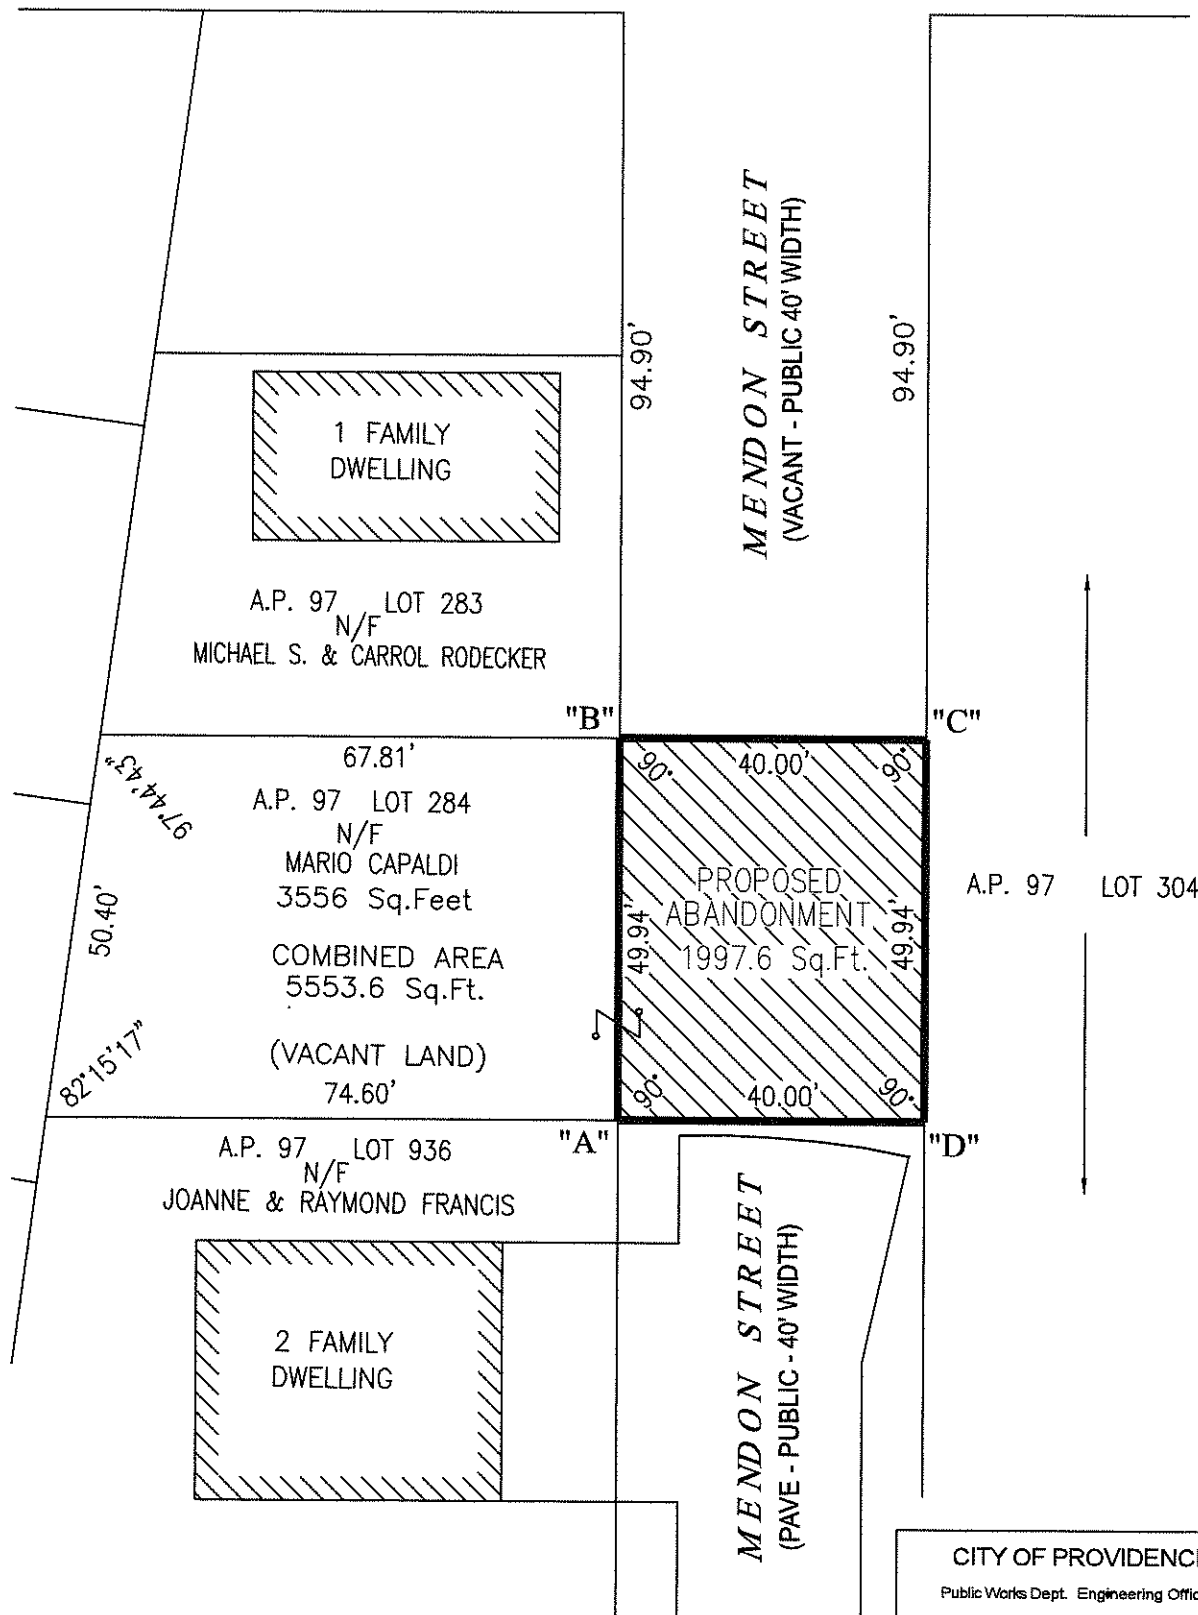 MENDON STREET
(VACANT - PUBLIC 40' WIDTH)
94.90'
94.90'
1 FAMILY
DWELLING
A.P. 97 LOT 283
N/F
MICHAEL S. & CARROL RODECKER
"B"
"C"
67.81'
90°
40.00'
90°
97°44'43"
A.P. 97 LOT 284
N/F
MARIO CAPALDI
3556 Sq.Feet
COMBINED AREA
5553.6 Sq.Ft.
(VACANT LAND)
74.60'
50.40'
82°15'17"
49.94'
PROPOSED
ABANDONMENT
1997.6 Sq.Ft.
49.94'
A.P. 97 LOT 304
90°
40.00'
90°
"A"
"D"
A.P. 97 LOT 936
N/F
JOANNE & RAYMOND FRANCIS
2 FAMILY
DWELLING
MENDON STREET
(PAVE - PUBLIC - 40' WIDTH)
CITY OF PROVIDENC
Public Works Dept. Engineering Offic